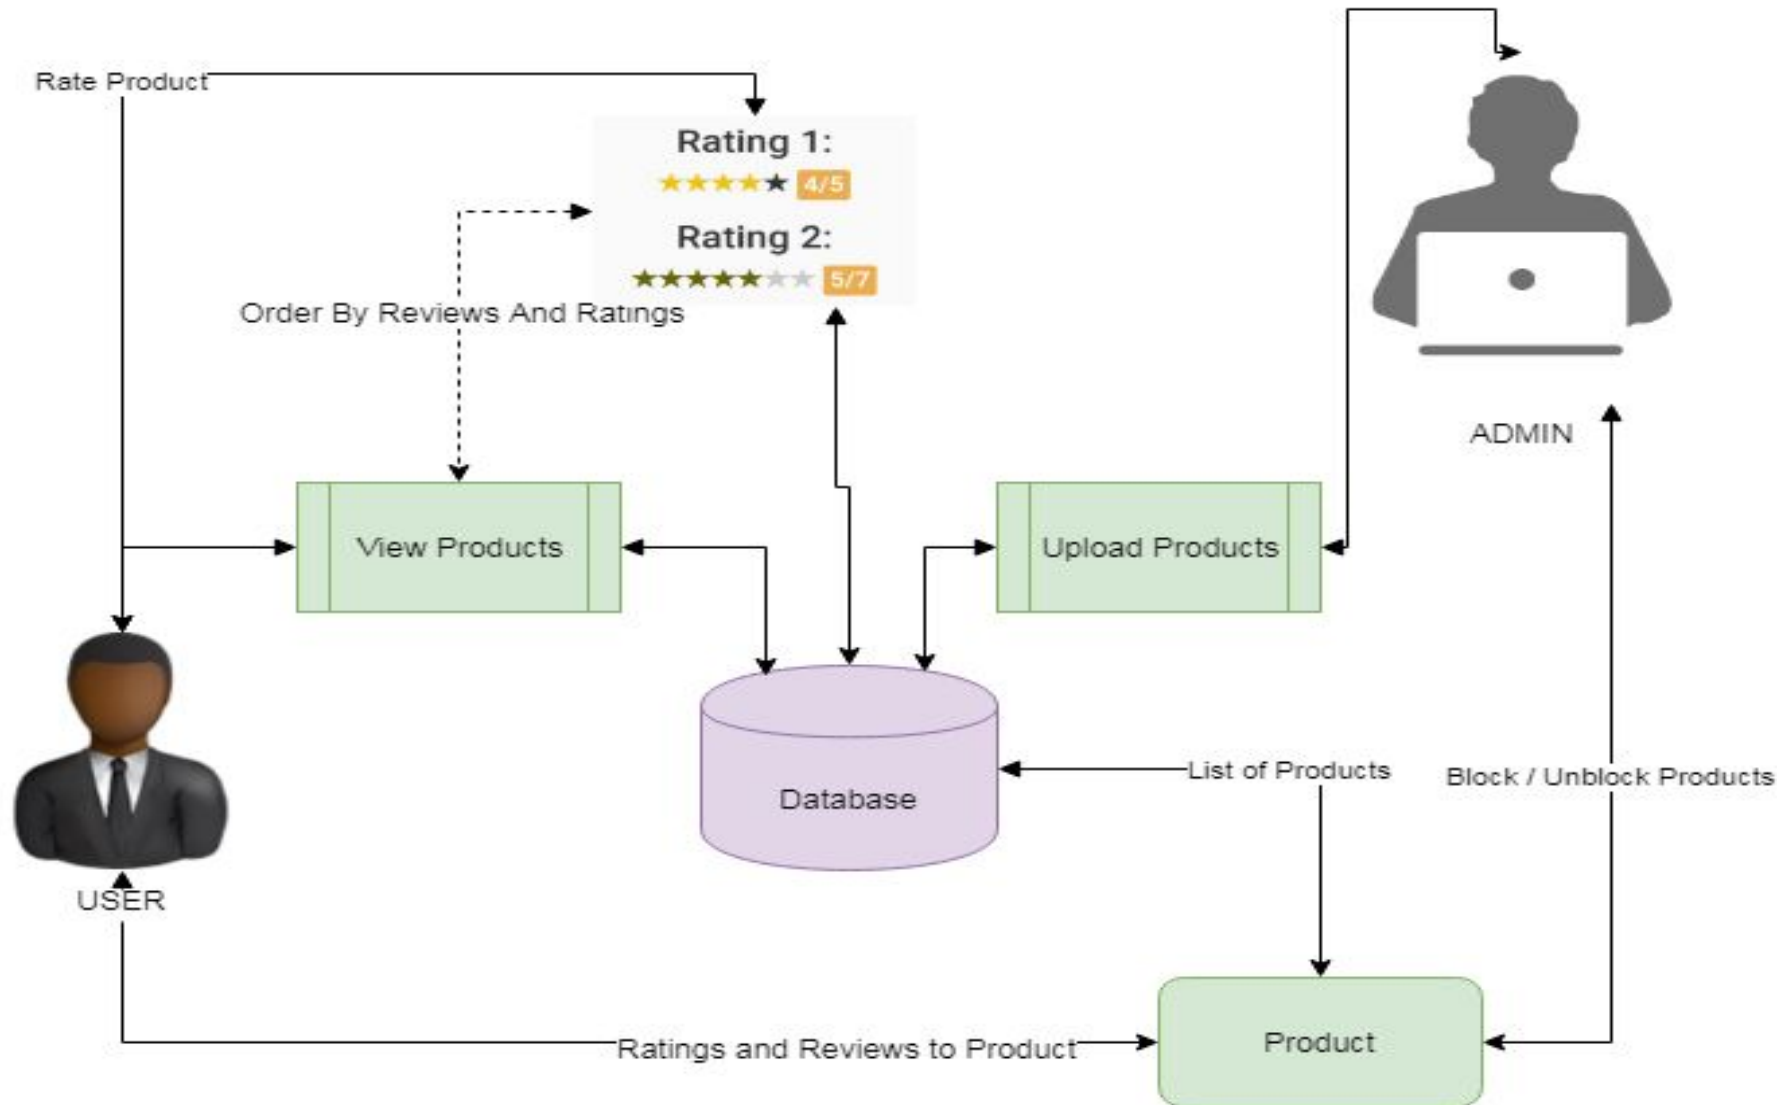 Rate Product
Rating 1:
4/5
Rating 2:
5/7
Order By Reviews And Ratings
ADMIN
View Products
Upload Products
List of Products
Block / Unblock Products
Database
USER
Ratings and Reviews to Product
Product